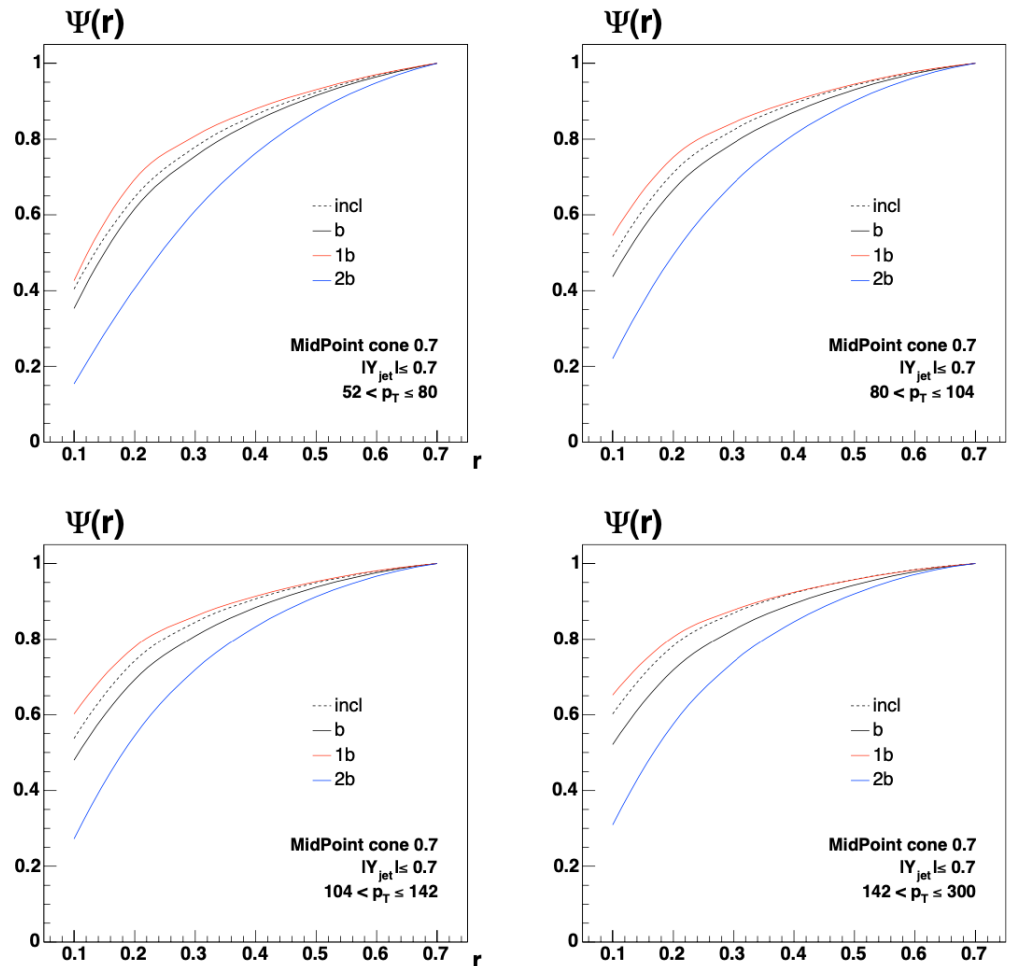 Ψ(r)
1
0.8
0.6
0.4
0.2
0
incl
b
1b
2b
MidPoint cone 0.7
|Y_jet|≤ 0.7
52 < p_T ≤ 80
0.1 0.2 0.3 0.4 0.5 0.6 0.7
r
Ψ(r)
1
0.8
0.6
0.4
0.2
0
incl
b
1b
2b
MidPoint cone 0.7
|Y_jet|≤ 0.7
80 < p_T ≤ 104
0.1 0.2 0.3 0.4 0.5 0.6 0.7
Ψ(r)
1
0.8
0.6
0.4
0.2
0
incl
b
1b
2b
MidPoint cone 0.7
|Y_jet|≤ 0.7
104 < p_T ≤ 142
0.1 0.2 0.3 0.4 0.5 0.6 0.7
r
Ψ(r)
1
0.8
0.6
0.4
0.2
0
incl
b
1b
2b
MidPoint cone 0.7
|Y_jet|≤ 0.7
142 < p_T ≤ 300
0.1 0.2 0.3 0.4 0.5 0.6 0.7